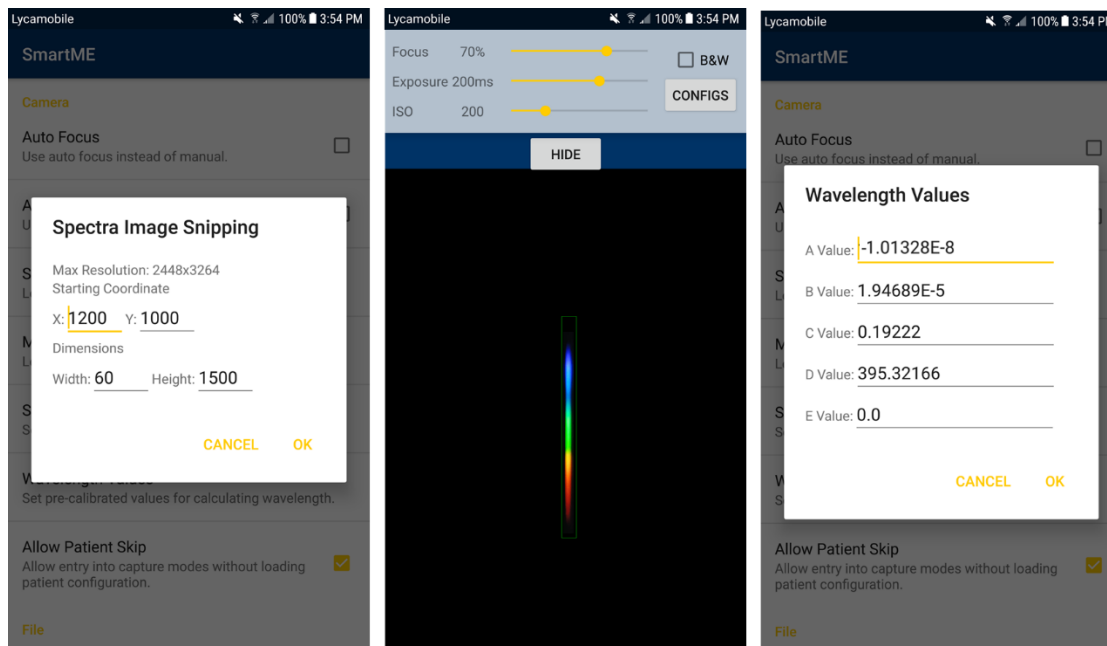 Lycamobile 100% 3:54 PM
SmartME
Camera
Auto Focus
Use auto focus instead of manual.
Spectra Image Snipping
Max Resolution: 2448x3264
Starting Coordinate
X: 1200 Y: 1000
Dimensions
Width: 60 Height: 1500
CANCEL OK
Set pre-calibrated values for calculating wavelength.
Allow Patient Skip
Allow entry into capture modes without loading
patient configuration.
File
Lycamobile 100% 3:54 PM
Focus 70%
B&W
Exposure 200ms
CONFIGS
ISO 200
HIDE
Lycamobile 100% 3:54 P
SmartME
Camera
Auto Focus
Use auto focus instead of manual.
Wavelength Values
A Value: -1.01328E-8
B Value: 1.94689E-5
C Value: 0.19222
D Value: 395.32166
E Value: 0.0
CANCEL OK
Allow Patient Skip
Allow entry into capture modes without loading
patient configuration.
File